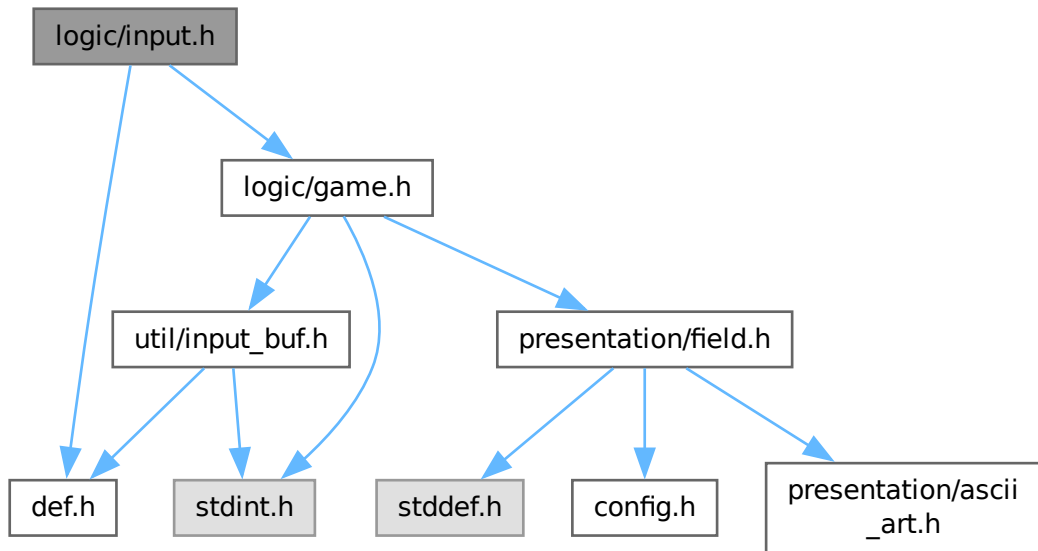 logic/input.h
logic/game.h
util/input_buf.h
presentation/field.h
def.h
stdint.h
stddef.h
config.h
presentation/ascii
_art.h